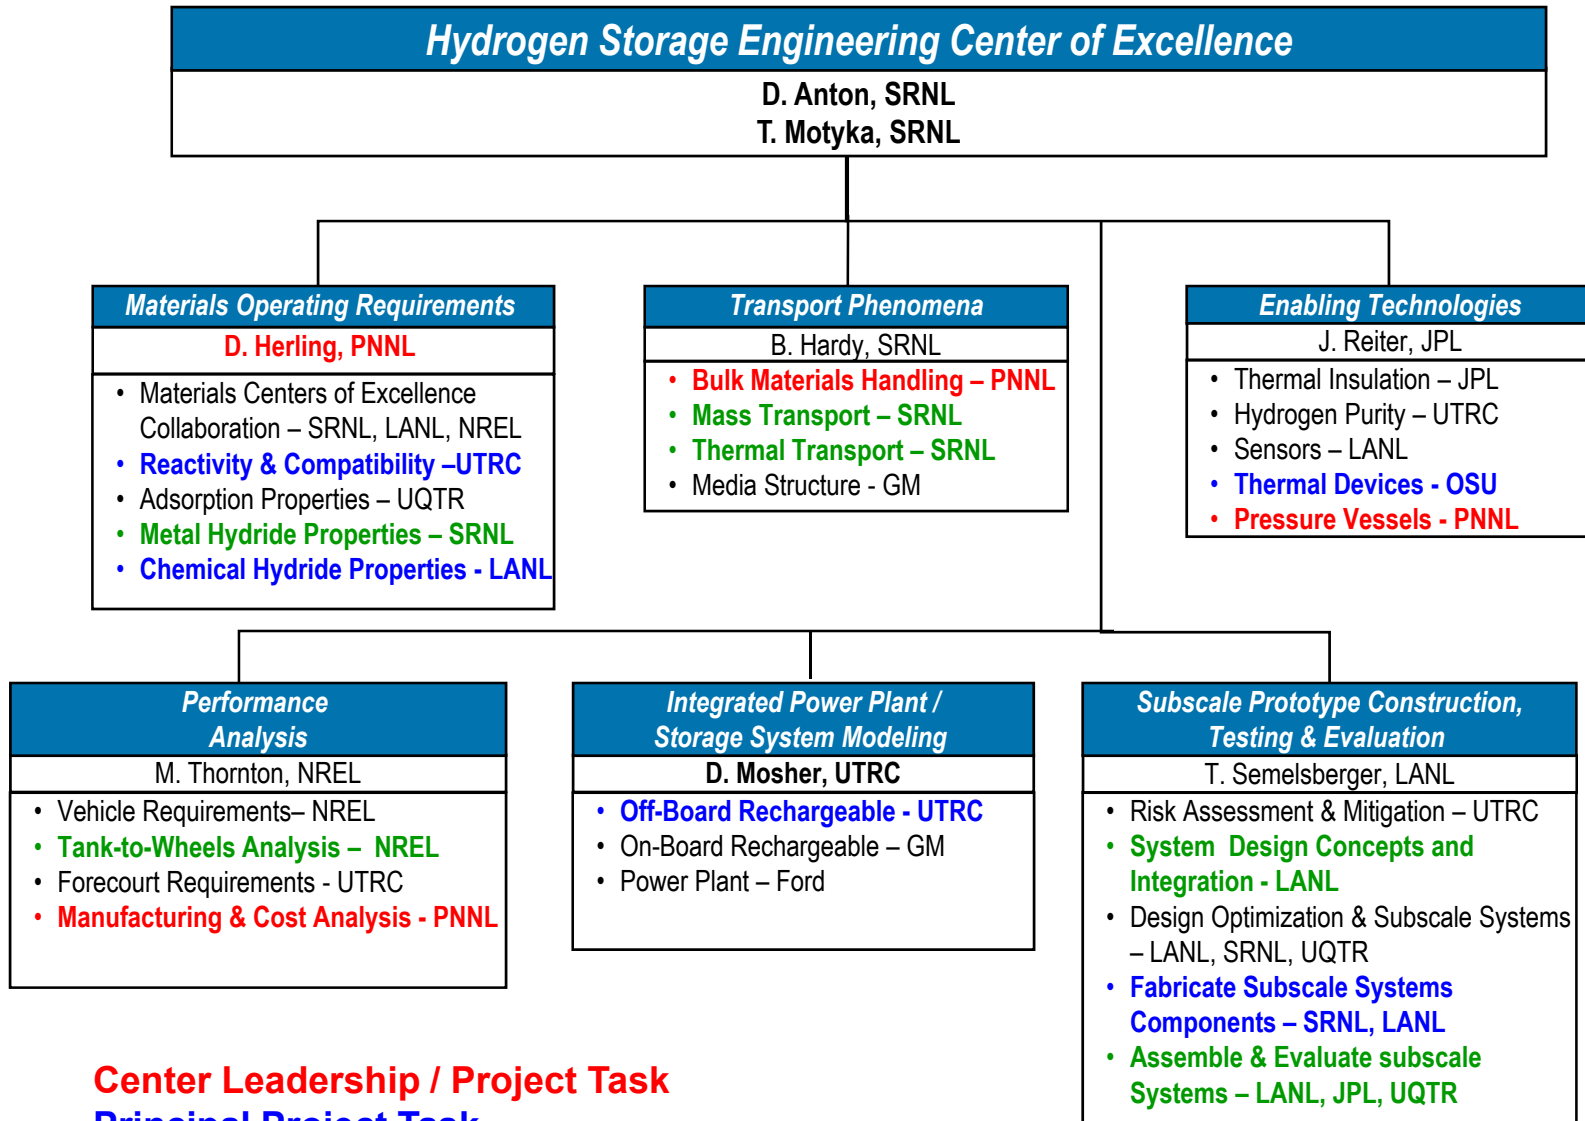 Hydrogen Storage Engineering Center of Excellence
D. Anton, SRNL
T. Motyka, SRNL
Materials Operating Requirements
D. Herling, PNNL
• Materials Centers of Excellence
Collaboration – SRNL, LANL, NREL
• Reactivity & Compatibility –UTRC
• Adsorption Properties – UQTR
• Metal Hydride Properties – SRNL
• Chemical Hydride Properties - LANL
Transport Phenomena
B. Hardy, SRNL
• Bulk Materials Handling – PNNL
• Mass Transport – SRNL
• Thermal Transport – SRNL
• Media Structure - GM
Enabling Technologies
J. Reiter, JPL
• Thermal Insulation – JPL
• Hydrogen Purity – UTRC
• Sensors – LANL
• Thermal Devices - OSU
• Pressure Vessels - PNNL
Performance
Analysis
M. Thornton, NREL
• Vehicle Requirements– NREL
• Tank-to-Wheels Analysis – NREL
• Forecourt Requirements - UTRC
• Manufacturing & Cost Analysis - PNNL
Integrated Power Plant /
Storage System Modeling
D. Mosher, UTRC
• Off-Board Rechargeable - UTRC
• On-Board Rechargeable – GM
• Power Plant – Ford
Subscale Prototype Construction,
Testing & Evaluation
T. Semelsberger, LANL
• Risk Assessment & Mitigation – UTRC
• System Design Concepts and
Integration - LANL
• Design Optimization & Subscale Systems
– LANL, SRNL, UQTR
• Fabricate Subscale Systems
Components – SRNL, LANL
• Assemble & Evaluate subscale
Systems – LANL, JPL, UQTR
Center Leadership / Project Task
Principal Project Task